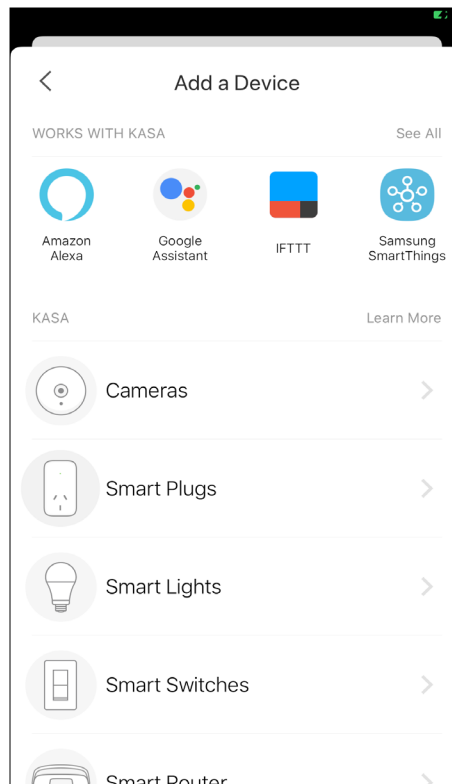 Add a Device
WORKS WITH KASA See All
Amazon
Alexa
Google
Assistant
IFTTT
Samsung
SmartThings
KASA Learn More
Cameras
Smart Plugs
Smart Lights
Smart Switches
Smart Router